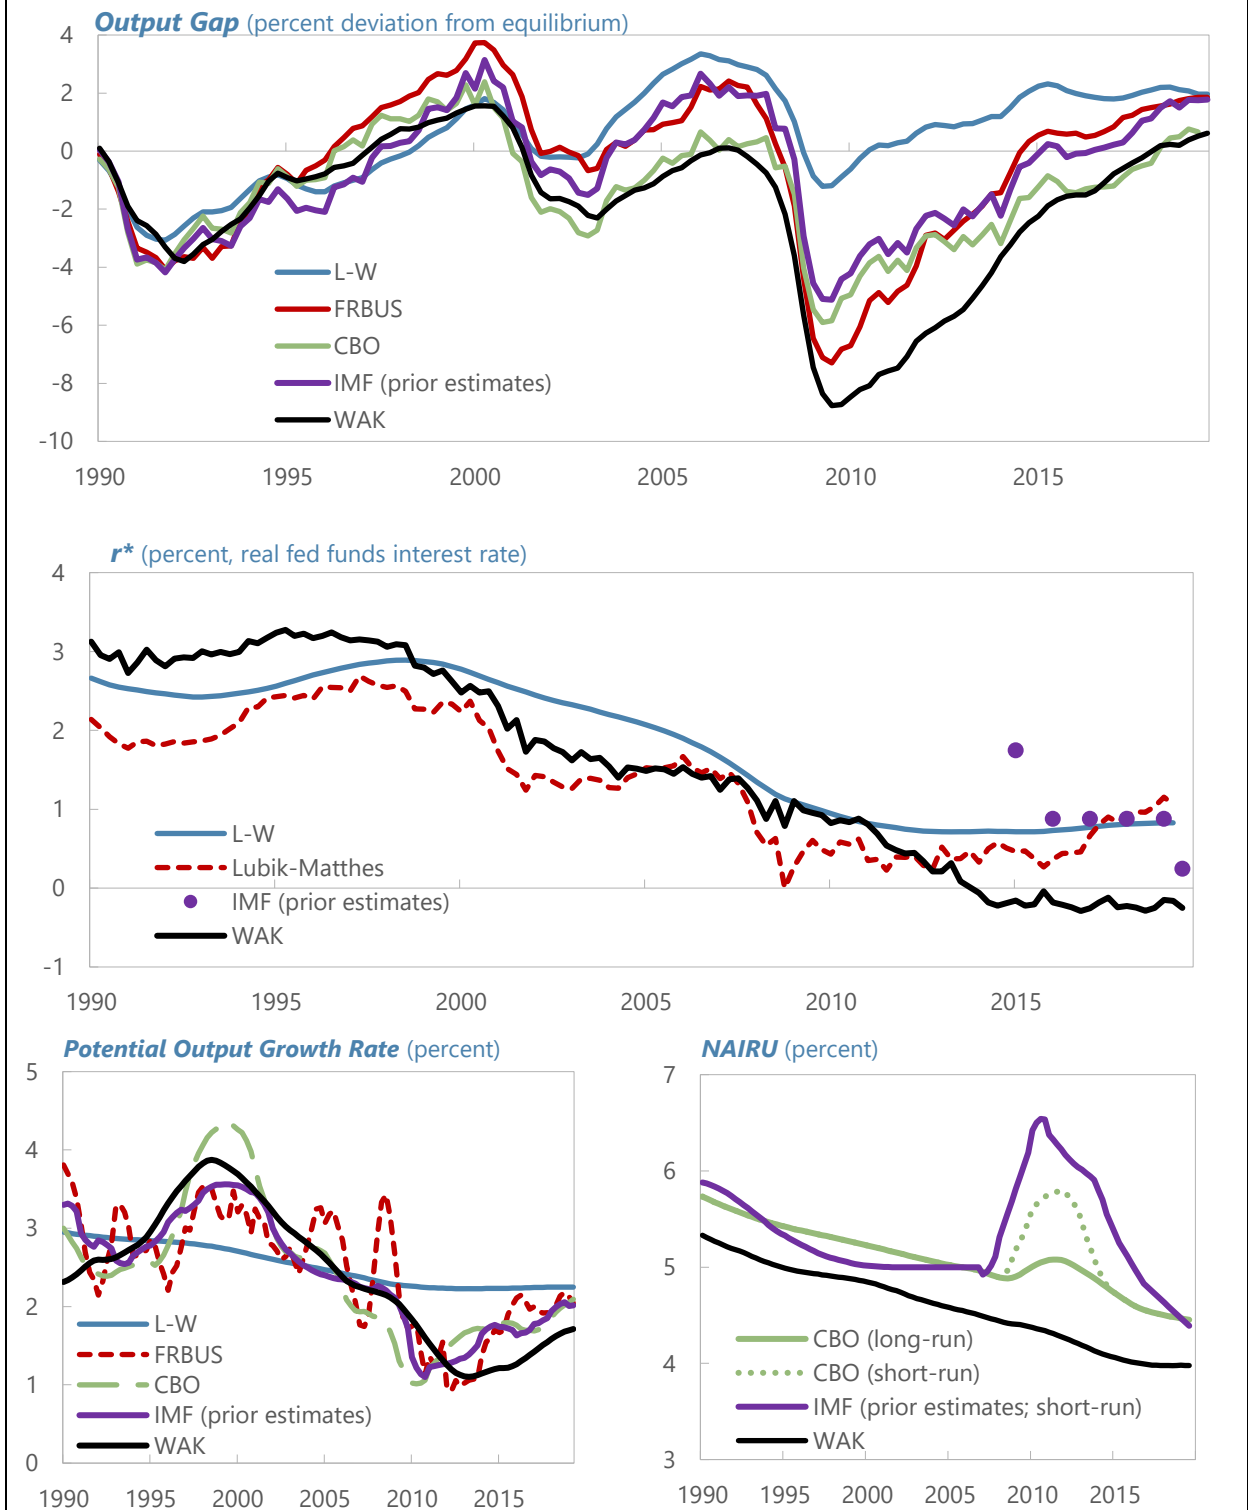 Output Gap (percent deviation from equilibrium)
4
2
0
-2
-4
-6
-8
-10
L-W
FRBUS
CBO
IMF (prior estimates)
WAK
1990 1995 2000 2005 2010 2015
r* (percent, real fed funds interest rate)
4
3
2
1
0
-1
L-W
Lubik-Matthes
IMF (prior estimates)
WAK
1990 1995 2000 2005 2010 2015
Potential Output Growth Rate (percent)
5
4
3
2
1
0
L-W
FRBUS
CBO
IMF (prior estimates)
WAK
1990 1995 2000 2005 2010 2015
NAIRU (percent)
7
6
5
4
3
CBO (long-run)
CBO (short-run)
IMF (prior estimates; short-run)
WAK
1990 1995 2000 2005 2010 2015